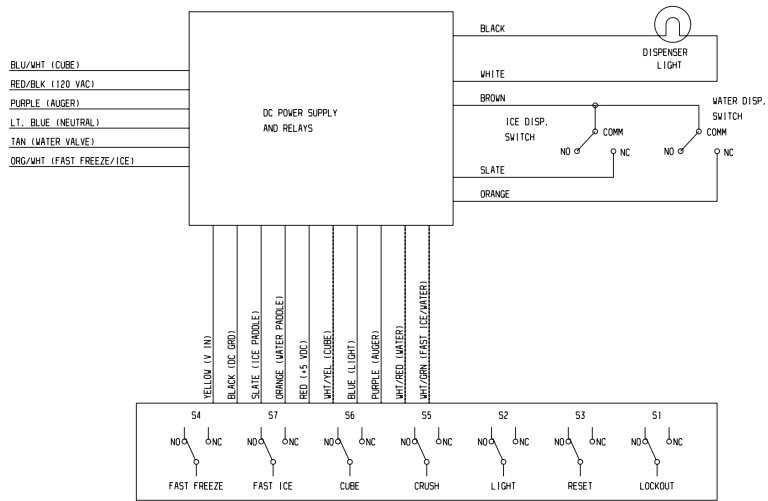 BLACK
DISPENSER
LIGHT
BLU/WHT (CUBE)
RED/BLK (120 VAC)
PURPLE (AUGER)
LT. BLUE (NEUTRAL)
TAN (WATER VALVE)
ORG/WHT (FAST FREEZE/ICE)
DC POWER SUPPLY
AND RELAYS
WHITE
BROWN
ICE DISP.
SWITCH
COMM
NO
NC
WATER DISP.
SWITCH
COMM
NO
NC
SLATE
ORANGE
YELLOW (V IN)
BLACK (DC GRD)
SLATE (ICE PADDLE)
ORANGE (WATER PADDLE)
RED (+5 VDC)
WHT/YEL (CUBE)
BLUE (LIGHT)
PURPLE (AUGER)
WHT/RED (WATER)
WHT/GRN (FAST ICE/WATER)
S4 S7 S6 S5 S2 S3 S1
NO NC NO NC NO NC NO NC NO NC NO NC NO NC
FAST FREEZE FAST ICE CUBE CRUSH LIGHT RESET LOCKOUT